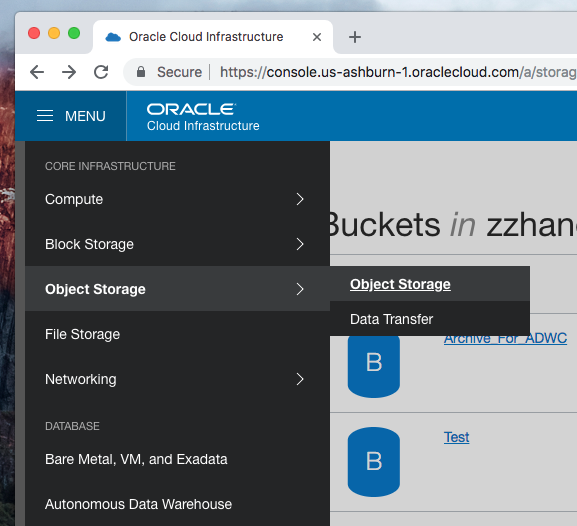 Oracle Cloud Infrastructure
Secure
https://console.us-ashburn-1.oraclecloud.com/a/storag
MENU
ORACLE
Cloud Infrastructure
CORE INFRASTRUCTURE
Compute
Block Storage
Object Storage
File Storage
Networking
DATABASE
Bare Metal, VM, and Exadata
Autonomous Data Warehouse
Object Storage
Data Transfer
Buckets in zzhan
B
Archive_For_ADWC
B
Test